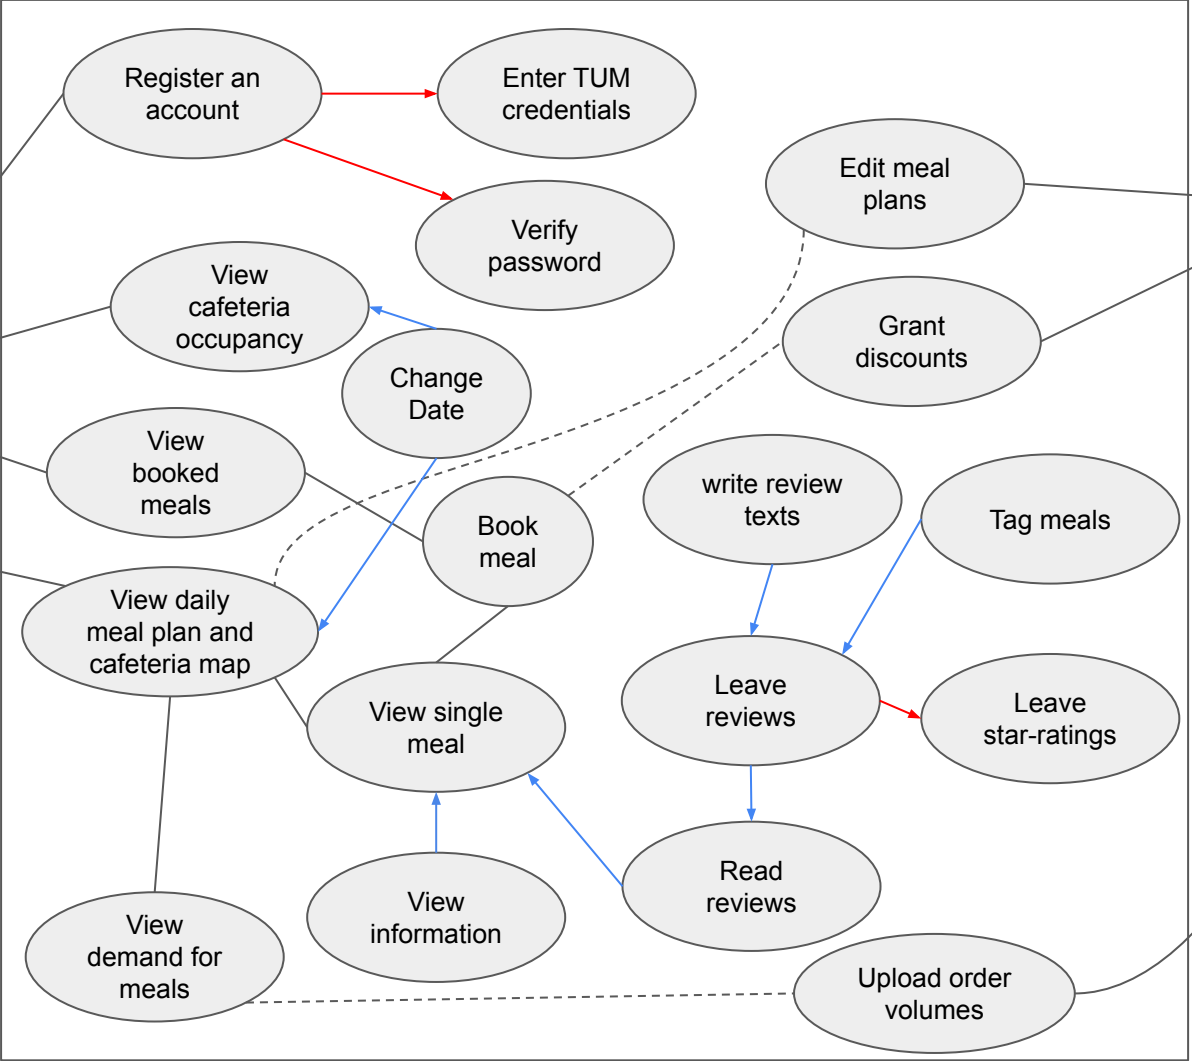 Register an
account
Enter TUM
credentials
Edit meal
plans
Verify
password
View
cafeteria
occupancy
Grant
discounts
Change
Date
View
booked
meals
write review
texts
Tag meals
Book
meal
View daily
meal plan and
cafeteria map
Leave
reviews
Leave
star-ratings
View single
meal
Read
reviews
View
information
View
demand for
meals
Upload order
volumes